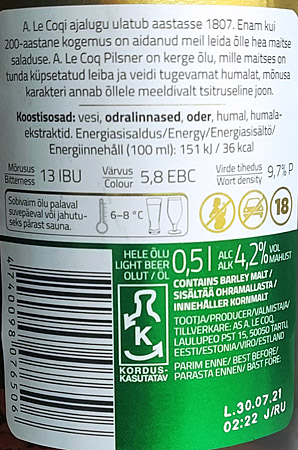 A. Le Coqi ajalugu ulatub aastasse 1807. Enam kui
200-aastane kogemus on aidanud meil leida õlle hea maitse
saladuse. A. Le Coq Pilsner on kerge õlu, mille maitses on
tunda küpsetatud leiba ja veidi tugevamat humalat, mõnusa
karakteri annab õllele meeldivalt tsitruseline joon.
Koostisosad: vesi, odralinnased, oder, humal, humala-
ekstraktid. Energiasisaldus/Energy/Energiasisältö/
Energiinnehåll (100 ml): 151 kJ / 36 kcal
Mõrusus
Bitterness 13 IBU
Värvus
Colour 5,8 EBC
Virde tihedus
Wort density 9,7% P
Sobivaim õlu palaval
suvepäeval või jahutu-
seks pärast sauna.
6–8 °C
18
HELE ÕLU
LIGHT BEER
OLUT / ÖL
0,5 l
ALC
ALK 4,2% VOL
MAHUST
CONTAINS BARLEY MALT /
SISÄLTÄÄ OHRAMALLASTA /
INNEHÅLLER KORNMALT
TOOTJA/PRODUCER/VALMISTAJA/
TILLVERKARE: AS A. LE COQ,
LAULUPEO PST 15, 50050 TARTU,
EESTI/ESTONIA/VIRO/ESTLAND
PARIM ENNE/ BEST BEFORE/
PARASTA ENNEN/ BÄST FÖRE:
K
KORDUS-
KASUTATAV
4740098076506
L.30.07.21
02:22 J/RU